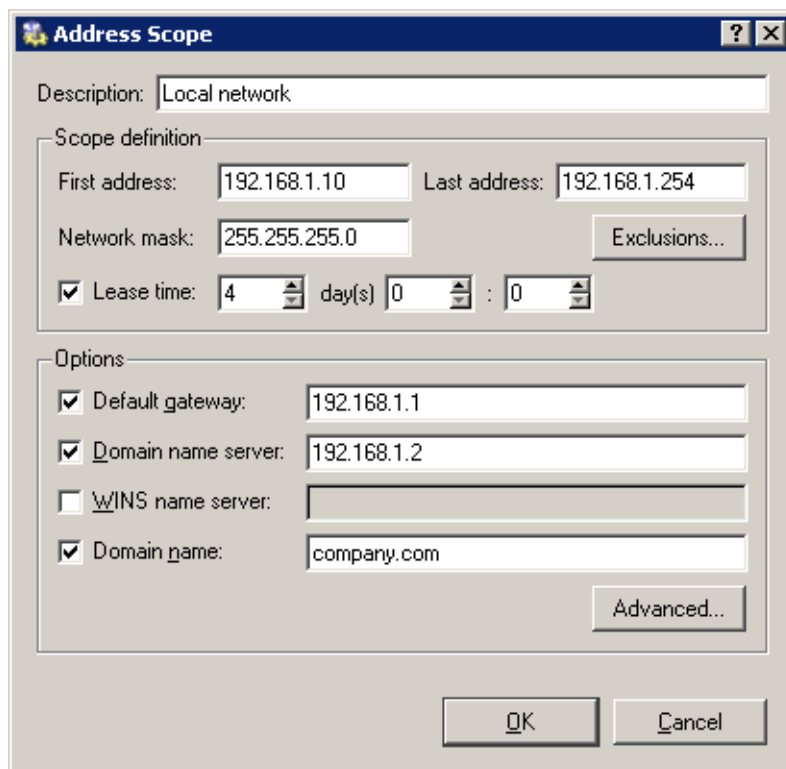 Address Scope
Description: Local network
Scope definition
First address: 192.168.1.10 Last address: 192.168.1.254
Network mask: 255.255.255.0 Exclusions...
Lease time: 4 day(s) 0 : 0
Options
Default gateway: 192.168.1.1
Domain name server: 192.168.1.2
WINS name server:
Domain name: company.com
Advanced...
OK Cancel